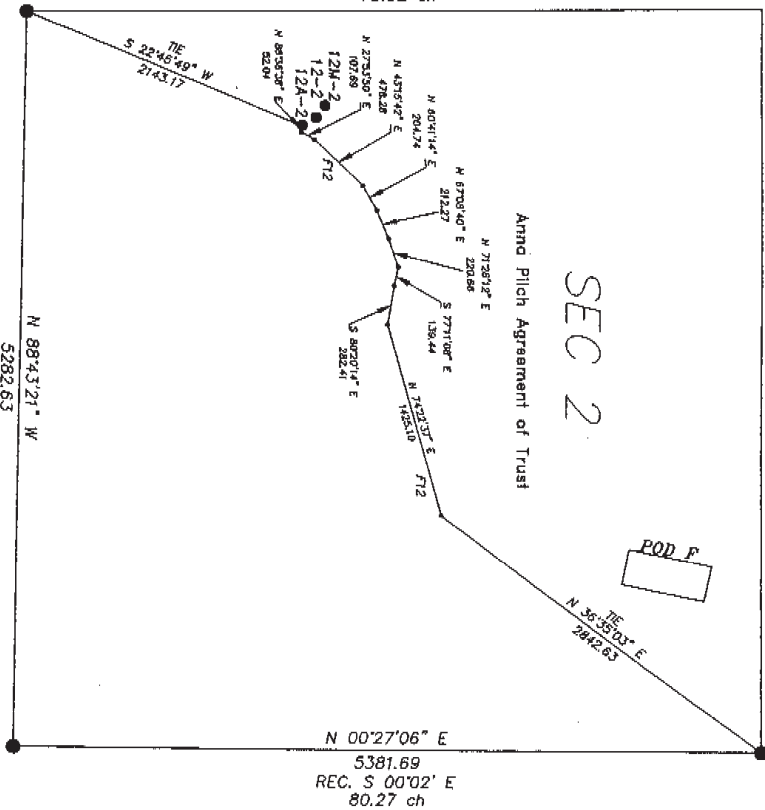 TIE
S 22°46'49" W
2143.17
12M-2
12-2
12A-2
N 88°36'38" E
52.04
N 27°53'50" E
107.69
N 43°15'42" E
478.28
N 60°41'14" E
204.74
N 67°08'40" E
212.27
N 71°26'12" E
220.66
S 77°11'08" E
139.44
S 80°20'14" E
282.41
F12
N 74°22'37" E
1425.10
F12
Anna Pilch Agreement of Trust
SEC 2
POD F
TIE
N 36°35'03" E
2842.63
N 88°43'21" W
5282.63
N 00°27'06" E
5381.69
REC. S 00°02' E
80.27 ch